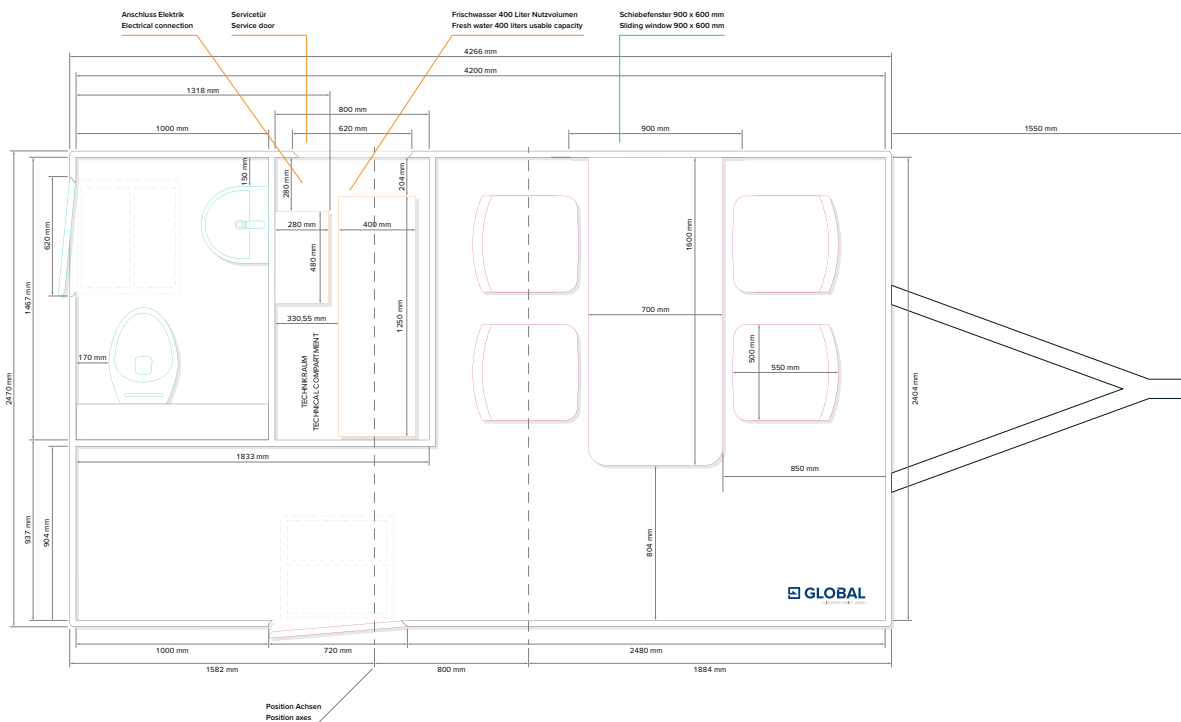 Anschluss Elektrik
Electrical connection
Servicetür
Service door
Frischwasser 400 Liter Nutzvolumen
Fresh water 400 liters usable capacity
Schiebefenster 900 x 600 mm
Sliding window 900 x 600 mm
4266 mm
4200 mm
1318 mm
800 mm
1000 mm
620 mm
900 mm
1550 mm
150 mm
280 mm
204 mm
620 mm
280 mm
400 mm
1600 mm
480 mm
1467 mm
700 mm
330,55 mm
1250 mm
500 mm
550 mm
170 mm
TECHNIKRAUM
TECHNICAL COMPARTMENT
2470 mm
2404 mm
1833 mm
850 mm
937 mm
904 mm
804 mm
GLOBAL
1000 mm
720 mm
2480 mm
1582 mm
800 mm
1884 mm
Position Achsen
Position axes